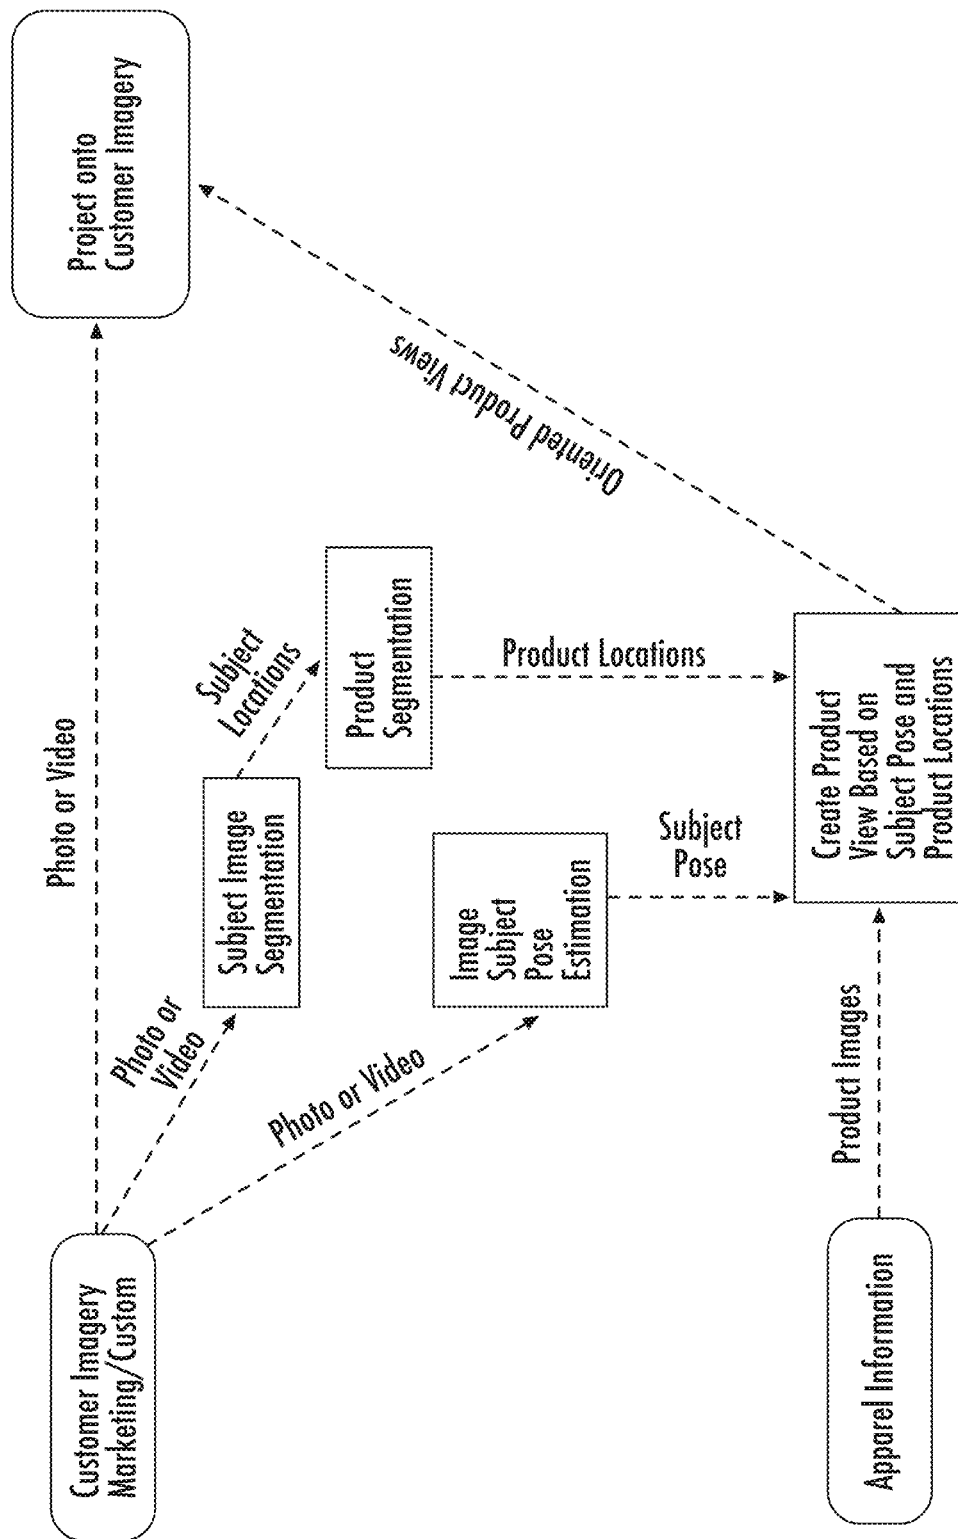 Customer Imagery
Marketing/Custom
Photo or Video
Project onto
Customer Imagery
Photo or
Video
Subject Image
Segmentation
Subject
Locations
Product
Segmentation
Photo or Video
Image
Subject
Pose
Estimation
Product Locations
Subject
Pose
Oriented Product Views
Apparel Information
Product Images
Create Product
View Based on
Subject Pose and
Product Locations